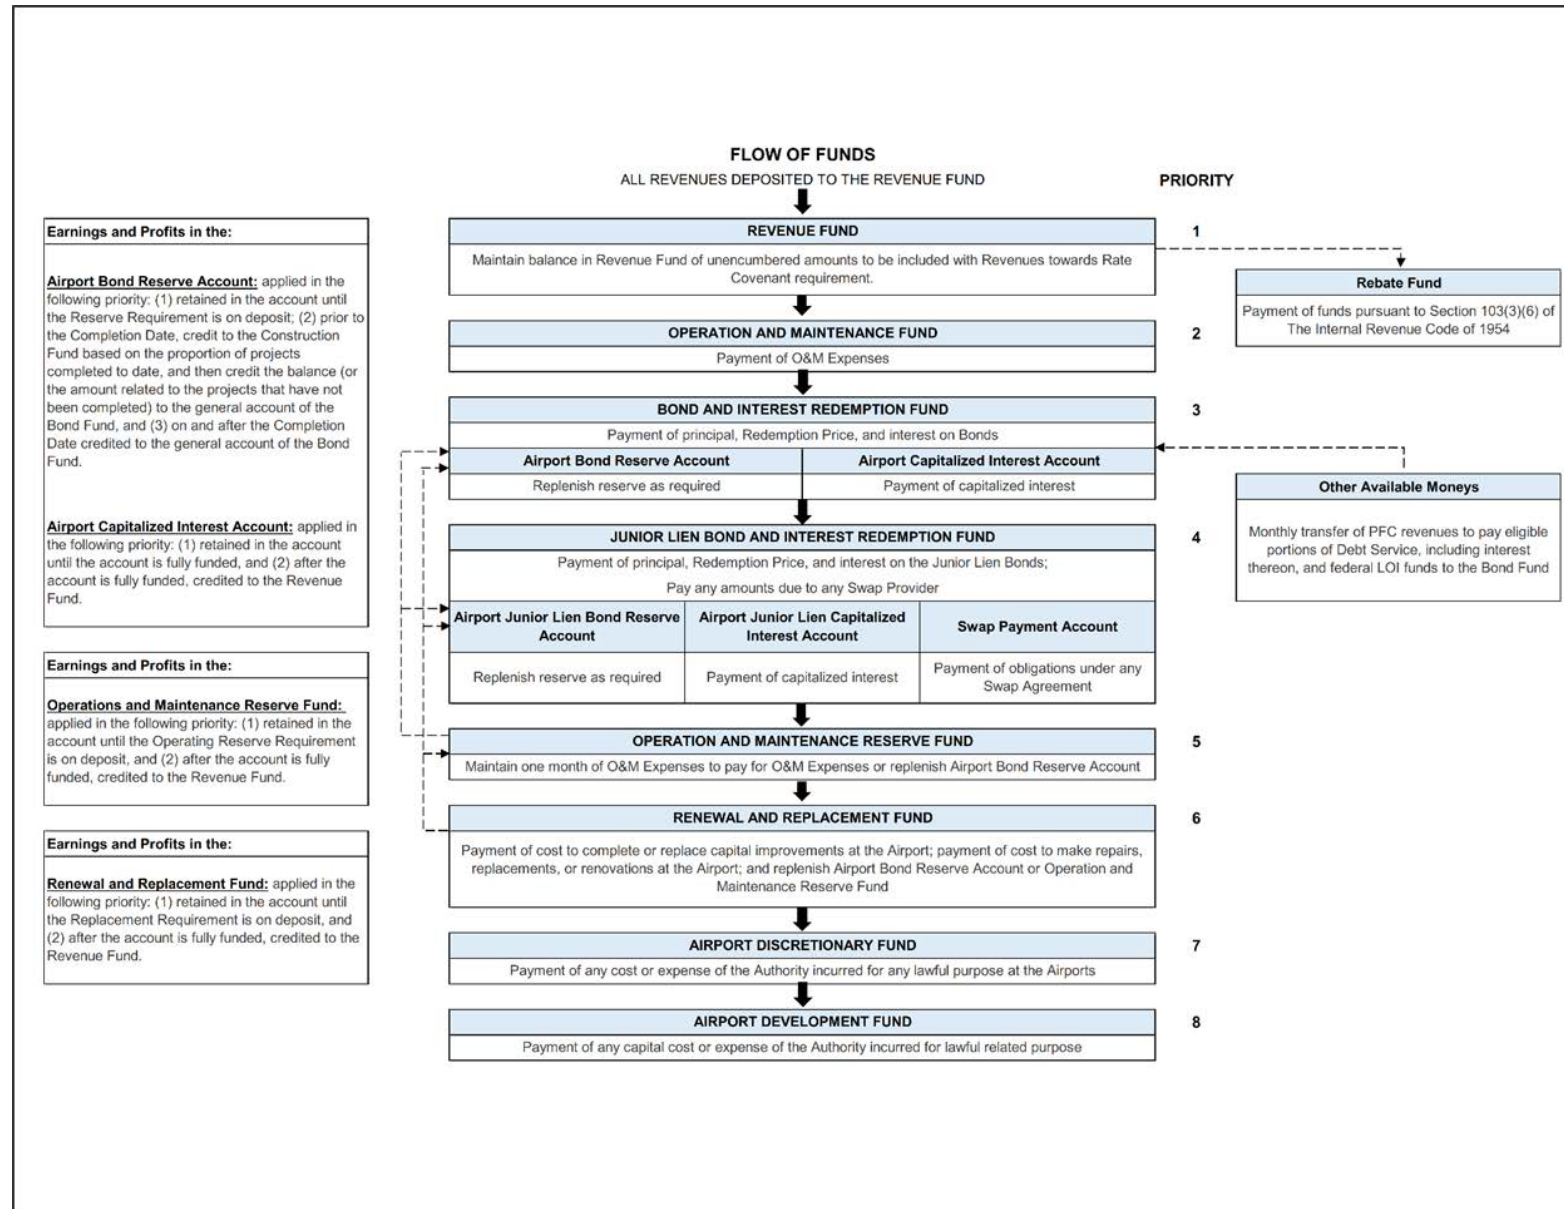 FLOW OF FUNDS
ALL REVENUES DEPOSITED TO THE REVENUE FUND
PRIORITY
Earnings and Profits in the:
Airport Bond Reserve Account: applied in the
following priority: (1) retained in the account until
the Reserve Requirement is on deposit; (2) prior to
the Completion Date, credit to the Construction
Fund based on the proportion of projects
completed to date, and then credit the balance (or
the amount related to the projects that have not
been completed) to the general account of the
Bond Fund, and (3) on and after the Completion
Date credited to the general account of the Bond
Fund.
Airport Capitalized Interest Account: applied in
the following priority: (1) retained in the account
until the account is fully funded, and (2) after the
account is fully funded, credited to the Revenue
Fund.
Earnings and Profits in the:
Operations and Maintenance Reserve Fund:
applied in the following priority: (1) retained in the
account until the Operating Reserve Requirement
is on deposit, and (2) after the account is fully
funded, credited to the Revenue Fund.
Earnings and Profits in the:
Renewal and Replacement Fund: applied in the
following priority: (1) retained in the account until
the Replacement Requirement is on deposit, and
(2) after the account is fully funded, credited to the
Revenue Fund.
REVENUE FUND
1
Maintain balance in Revenue Fund of unencumbered amounts to be included with Revenues towards Rate
Covenant requirement.
OPERATION AND MAINTENANCE FUND
2
Payment of O&M Expenses
BOND AND INTEREST REDEMPTION FUND
3
Payment of principal, Redemption Price, and interest on Bonds
Airport Bond Reserve Account
Replenish reserve as required
Airport Capitalized Interest Account
Payment of capitalized interest
JUNIOR LIEN BOND AND INTEREST REDEMPTION FUND
4
Payment of principal, Redemption Price, and interest on the Junior Lien Bonds;
Pay any amounts due to any Swap Provider
Airport Junior Lien Bond Reserve
Account
Replenish reserve as required
Airport Junior Lien Capitalized
Interest Account
Payment of capitalized interest
Swap Payment Account
Payment of obligations under any
Swap Agreement
OPERATION AND MAINTENANCE RESERVE FUND
5
Maintain one month of O&M Expenses to pay for O&M Expenses or replenish Airport Bond Reserve Account
RENEWAL AND REPLACEMENT FUND
6
Payment of cost to complete or replace capital improvements at the Airport; payment of cost to make repairs,
replacements, or renovations at the Airport; and replenish Airport Bond Reserve Account or Operation and
Maintenance Reserve Fund
AIRPORT DISCRETIONARY FUND
7
Payment of any cost or expense of the Authority incurred for any lawful purpose at the Airports
AIRPORT DEVELOPMENT FUND
8
Payment of any capital cost or expense of the Authority incurred for lawful related purpose
Rebate Fund
Payment of funds pursuant to Section 103(3)(6) of
The Internal Revenue Code of 1954
Other Available Moneys
Monthly transfer of PFC revenues to pay eligible
portions of Debt Service, including interest
thereon, and federal LOI funds to the Bond Fund